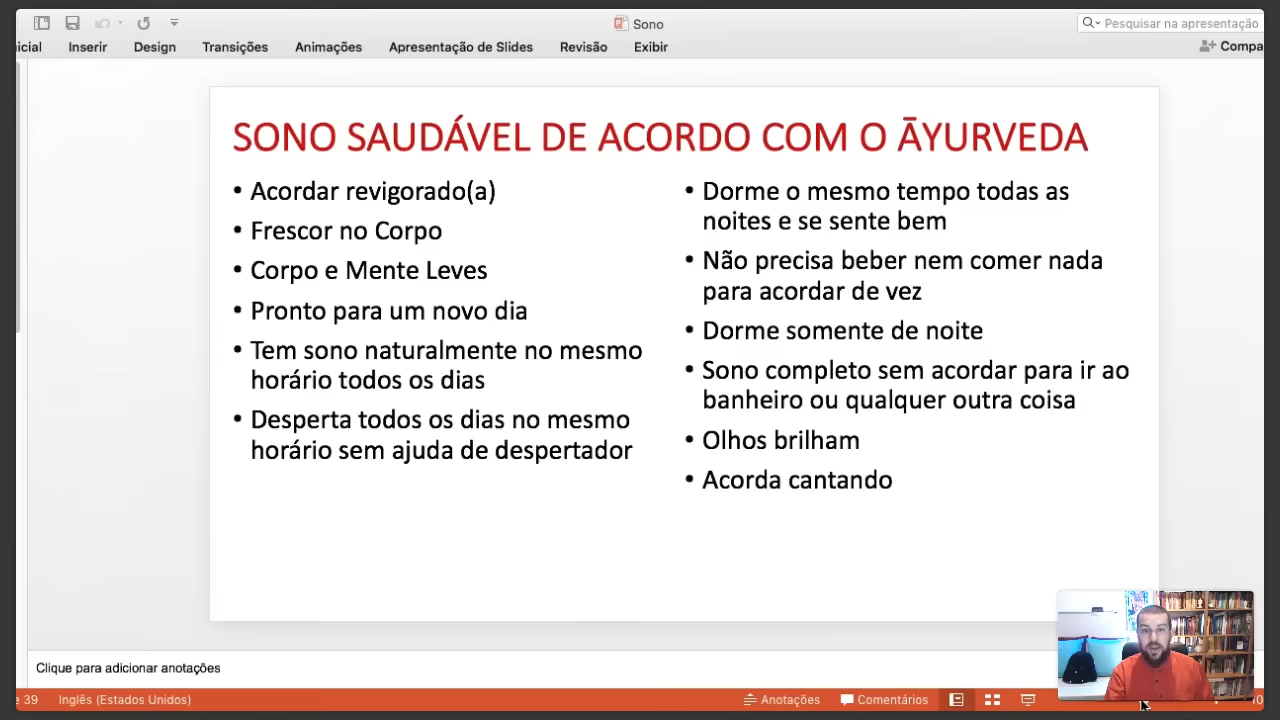 Sono
Pesquisar na apresentação
icial Inserir Design Transições Animações Apresentação de Slides Revisão Exibir Compa
SONO SAUDÁVEL DE ACORDO COM O ĀYURVEDA
• Acordar revigorado(a)
• Frescor no Corpo
• Corpo e Mente Leves
• Pronto para um novo dia
• Tem sono naturalmente no mesmo
horário todos os dias
• Desperta todos os dias no mesmo
horário sem ajuda de despertador
• Dorme o mesmo tempo todas as
noites e se sente bem
• Não precisa beber nem comer nada
para acordar de vez
• Dorme somente de noite
• Sono completo sem acordar para ir ao
banheiro ou qualquer outra coisa
• Olhos brilham
• Acorda cantando
Clique para adicionar anotações
e 39 Inglês (Estados Unidos) Anotações Comentários 10